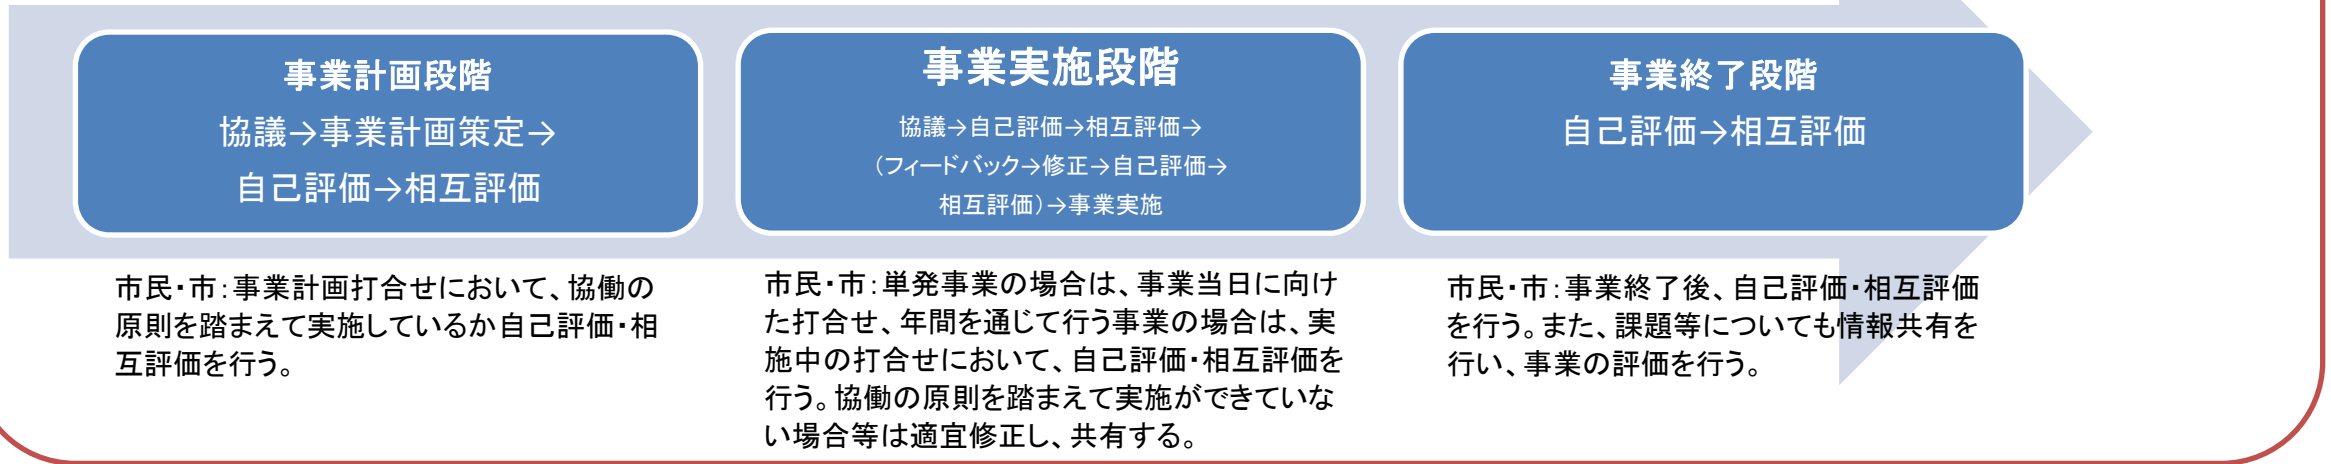 事業計画段階
協議→事業計画策定→
自己評価→相互評価
市民・市：事業計画打合せにおいて、協働の
原則を踏まえて実施しているか自己評価・相
互評価を行う。
事業実施段階
協議→自己評価→相互評価→
（フィードバック→修正→自己評価→
相互評価）→事業実施
市民・市：単発事業の場合は、事業当日に向け
た打合せ、年間を通じて行う事業の場合は、実
施中の打合せにおいて、自己評価・相互評価を
行う。協働の原則を踏まえて実施ができていな
い場合等は適宜修正し、共有する。
事業終了段階
自己評価→相互評価
市民・市：事業終了後、自己評価・相互評価
を行う。また、課題等についても情報共有を
行い、事業の評価を行う。